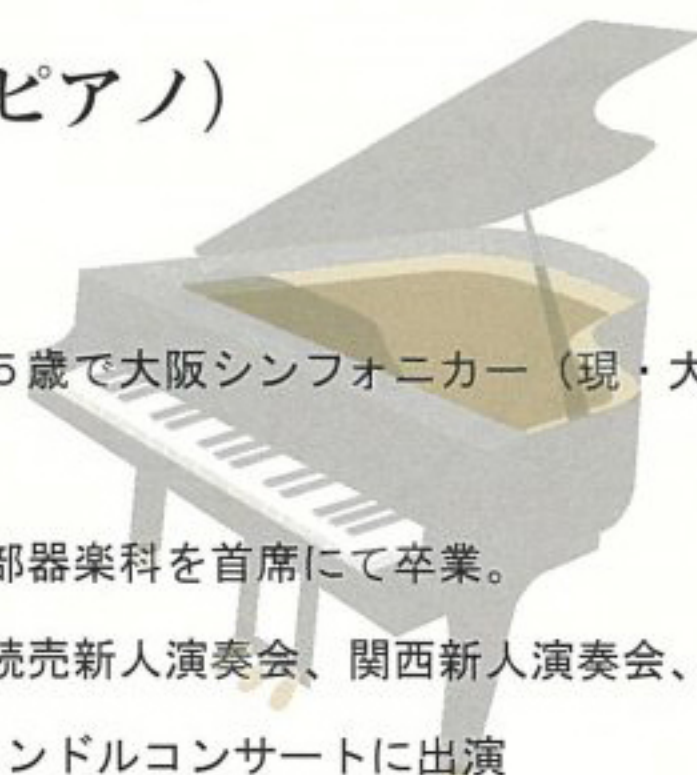 ピアノ）
5歳で大阪シンフォニカー（現・大
部器楽科を首席にて卒業。
読売新人演奏会、関西新人演奏会、
ンドルコンサートに出演